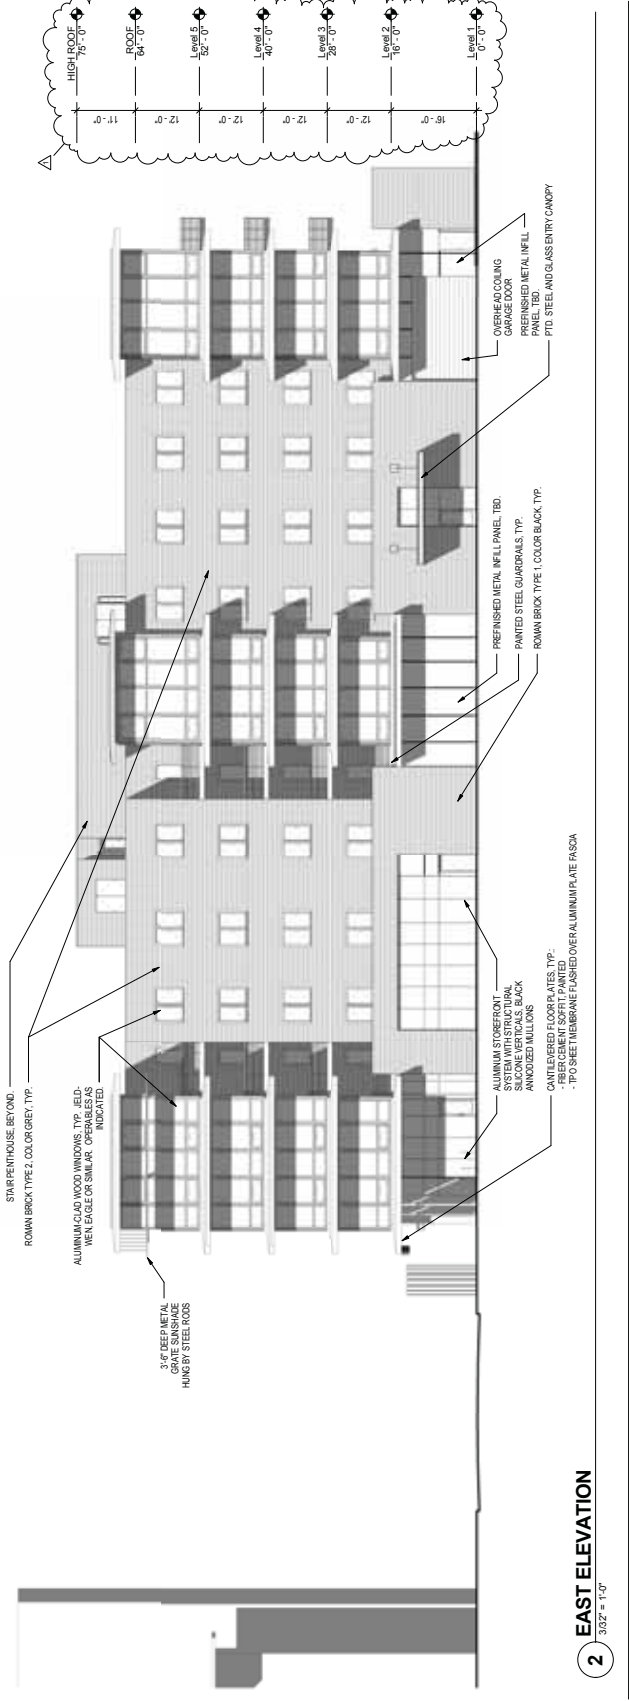 STAIR PENTHOUSE, BEYOND.
ROMAN BRICK TYPE 2, COLOR GREY, TYP.
ALUMINUM-CLAD WOOD WINDOWS, TYP. JELD-
WEN, EAGLE OR SIMILAR. OPERABLES AS
INDICATED.
3'-6" DEEP METAL
GRATE SUNSHADE
HUNG BY STEEL RODS
HIGH ROOF
75' - 0"
ROOF
64' - 0"
Level 5
52' - 0"
Level 4
40' - 0"
Level 3
28' - 0"
Level 2
16' - 0"
Level 1
0' - 0"
11' - 0"
12' - 0"
12' - 0"
12' - 0"
12' - 0"
16' - 0"
1
ALUMINUM STOREFRONT
SYSTEM WITH STRUCTURAL
SILICONE VERTICALS, BLACK
ANNODIZED MULLIONS
CANTILEVERED FLOOR PLATES, TYP.:
- FIBERCEMENT SOFFIT, PAINTED
- TPO SHEET MEMBRANE FLASHED OVER ALUMINUM PLATE FASCIA
PREFINISHED METAL INFILL PANEL, TBD.
PAINTED STEEL GUARDRAILS, TYP.
ROMAN BRICK TYPE 1, COLOR BLACK, TYP.
OVERHEAD COILING
GARAGE DOOR
PREFINISHED METAL INFILL
PANEL, TBD.
PTD. STEEL AND GLASS ENTRY CANOPY
2
EAST ELEVATION
3/32" = 1'-0"